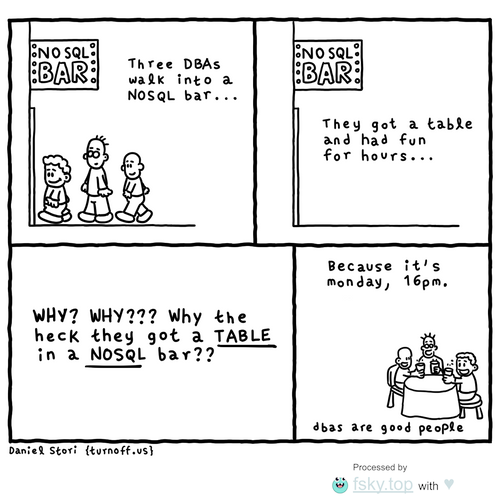 NO SQL
BAR
Three DBAs
walk into a
NOSQL bar...
NO SQL
BAR
They got a table
and had fun
for hours...
WHY? WHY??? Why the
heck they got a TABLE
in a NOSQL bar??
Because it's
monday, 16pm.
dbas are good people
Daniel Stori {turnoff.us}
Processed by
fsky.top with